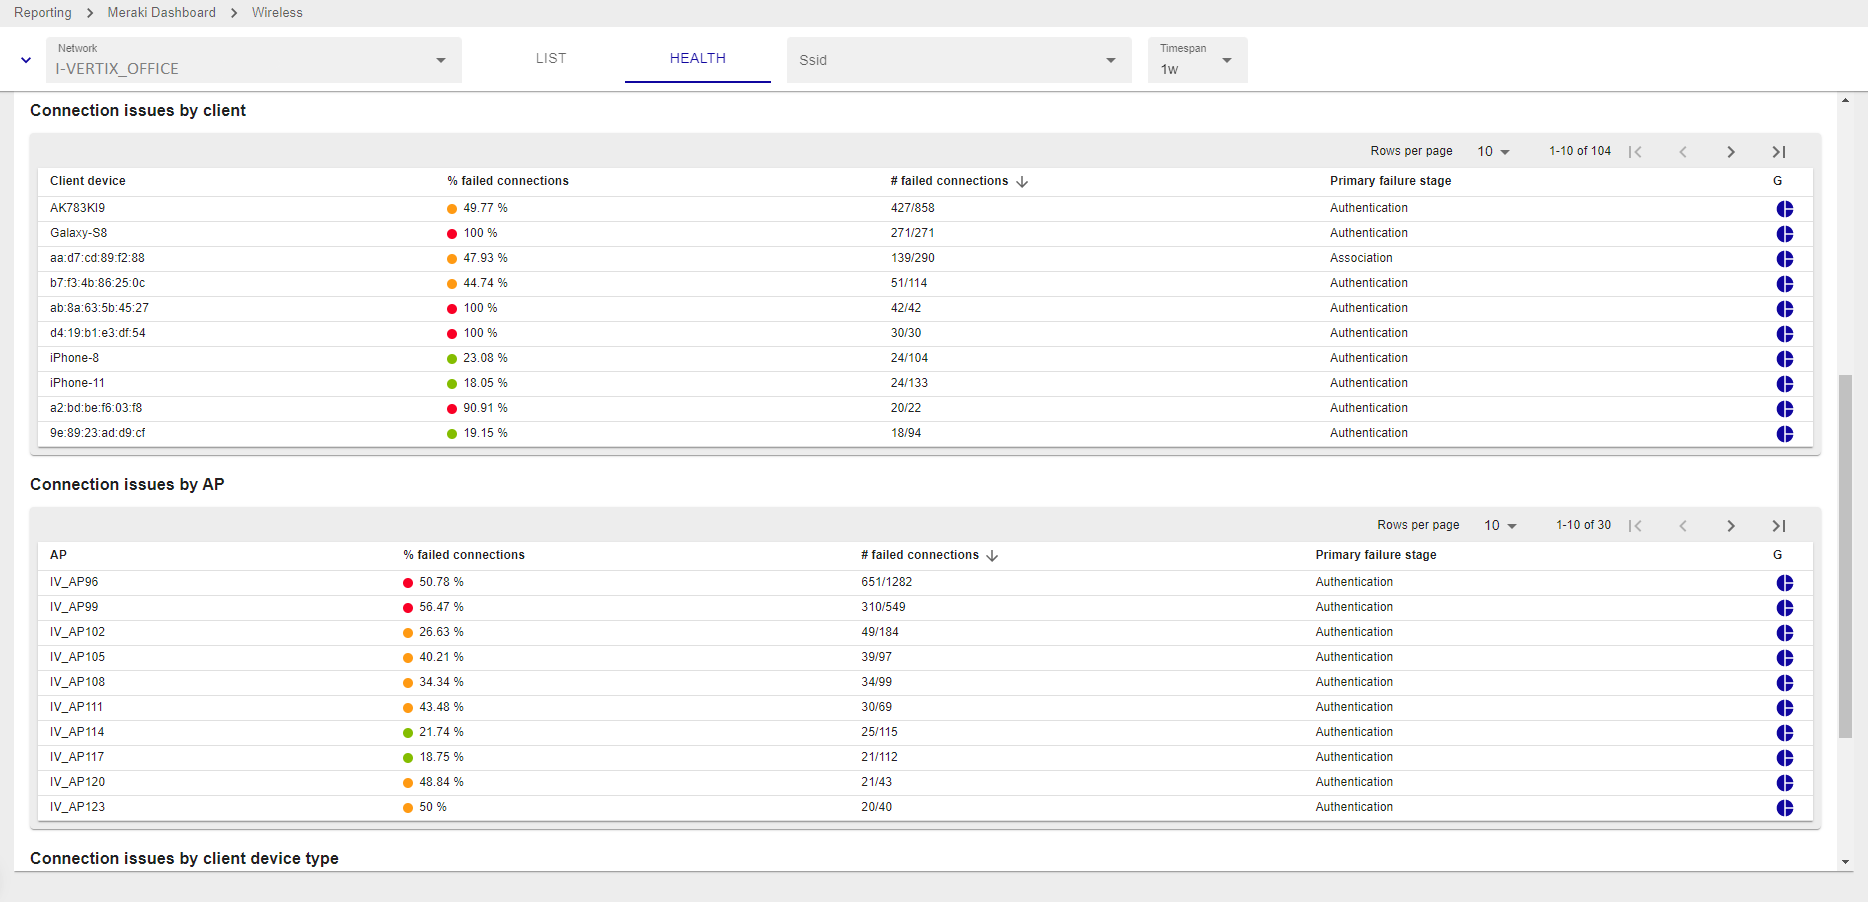 Reporting > Meraki Dashboard > Wireless
Network
I-VERTIX_OFFICE
LIST
HEALTH
Ssid
Timespan
1w
Connection issues by client
Rows per page 10 1-10 of 104
Client device % failed connections # failed connections Primary failure stage G
AK783KI9 49.77 % 427/858 Authentication
Galaxy-S8 100 % 271/271 Authentication
aa:d7:cd:89:f2:88 47.93 % 139/290 Association
b7:f3:4b:86:25:0c 44.74 % 51/114 Authentication
ab:8a:63:5b:45:27 100 % 42/42 Authentication
d4:19:b1:e3:df:54 100 % 30/30 Authentication
iPhone-8 23.08 % 24/104 Authentication
iPhone-11 18.05 % 24/133 Authentication
a2:bd:be:f6:03:f8 90.91 % 20/22 Authentication
9e:89:23:ad:d9:cf 19.15 % 18/94 Authentication
Connection issues by AP
Rows per page 10 1-10 of 30
AP % failed connections # failed connections Primary failure stage G
IV_AP96 50.78 % 651/1282 Authentication
IV_AP99 56.47 % 310/549 Authentication
IV_AP102 26.63 % 49/184 Authentication
IV_AP105 40.21 % 39/97 Authentication
IV_AP108 34.34 % 34/99 Authentication
IV_AP111 43.48 % 30/69 Authentication
IV_AP114 21.74 % 25/115 Authentication
IV_AP117 18.75 % 21/112 Authentication
IV_AP120 48.84 % 21/43 Authentication
IV_AP123 50 % 20/40 Authentication
Connection issues by client device type